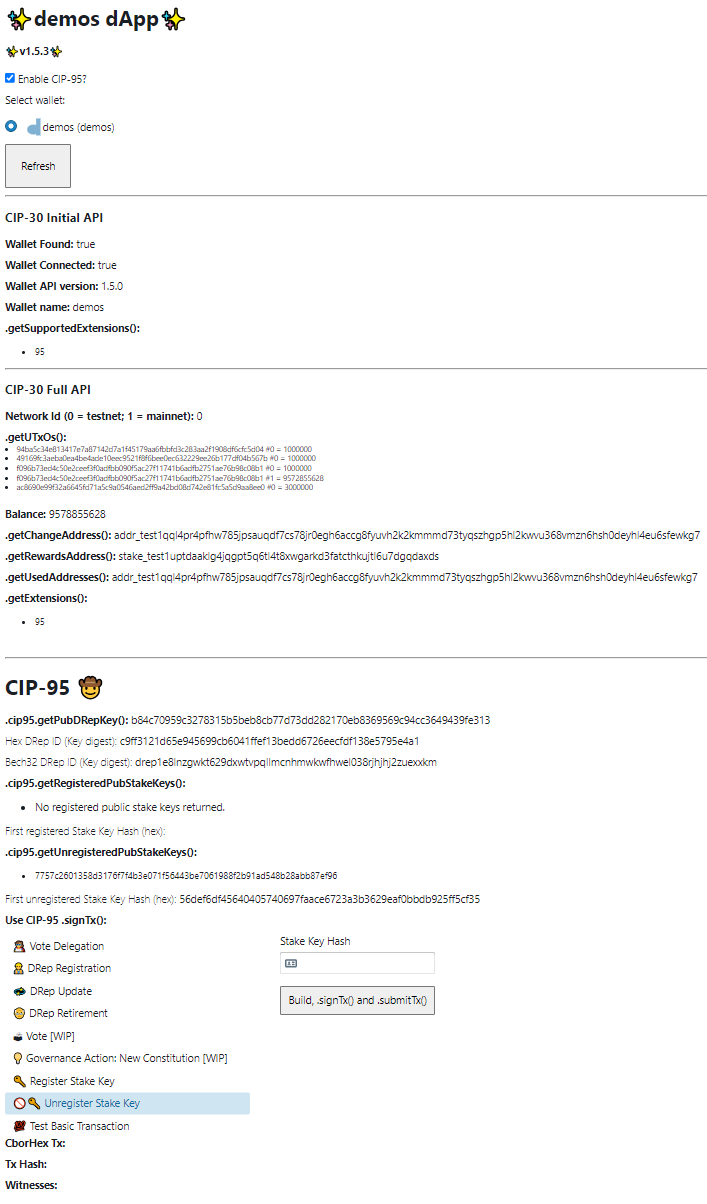 ✨demos dApp✨
✨v1.5.3✨
Enable CIP-95?
Select wallet:
demos (demos)
Refresh
CIP-30 Initial API
Wallet Found: true
Wallet Connected: true
Wallet API version: 1.5.0
Wallet name: demos
.getSupportedExtensions():
95
CIP-30 Full API
Network Id (0 = testnet; 1 = mainnet): 0
.getUTxOs():
94ba5c34e813417e7a87142d7a1f45179aa6fbbfd3c283aa2f1908df6cfc5d04 #0 = 1000000
49169fc3aeba0ea4be4ade10eec9521f8f6bee0ec632229ee26b177df04b567b #0 = 1000000
f096b73ed4c50e2ceef3f0adfbb090f5ac27f11741b6adfb2751ae76b98c08b1 #0 = 1000000
f096b73ed4c50e2ceef3f0adfbb090f5ac27f11741b6adfb2751ae76b98c08b1 #1 = 9572855628
ac8690e99f32a6645fd71a5c9a0546aed2ff9a42bd08d742e81fc5a5d9aa8ee0 #0 = 3000000
Balance: 9578855628
.getChangeAddress(): addr_test1qql4pr4pfhw785jpsauqdf7cs78jr0egh6accg8fyuvh2k2kmmmd73tyqszhgp5hl2kwvu368vmzn6hsh0deyhl4eu6sfewkg7
.getRewardsAddress): stake_test1uptdaaklg4jqgpt5q6tl4t8xwgarkd3fatcthkujtl6u7dgqdaxds
.getUsedAddresses(): addr_test1qql4pr4pfhw785jpsauqdf7cs78jr0egh6accg8fyuvh2k2kmmmd73tyqszhgp5hl2kwvu368vmzn6hsh0deyhl4eu6sfewkg7
.getExtensions():
95
CIP-95 🤠
.cip95.getPubDRepKey(): b84c70959c3278315b5beb8cb77d73dd282170eb8369569c94cc3649439fe313
Hex DRep ID (Key digest): c9ff3121d65e945699cb6041ffef13bedd6726eecfdf138e5795e4a1
Bech32 DRep ID (Key digest): drep1e8lnzgwkt629dxwtvpqllmcnhmwkwfhwel038rjhjhj2zuexxkm
.cip95.getRegisteredPubStakeKeys():
No registered public stake keys returned.
First registered Stake Key Hash (hex):
.cip95.getUnregisteredPubStakeKeys():
7757c2601358d3176f7f4b3e071f56443be7061988f2b91ad548b28abb87ef96
First unregistered Stake Key Hash (hex): 56def6df45640405740697faace6723a3b3629eaf0bbdb925ff5cf35
Use CIP-95 .signTx():
Vote Delegation
DRep Registration
DRep Update
DRep Retirement
Vote [WIP]
Governance Action: New Constitution [WIP]
Register Stake Key
Unregister Stake Key
Test Basic Transaction
Stake Key Hash
Build, .signTx() and .submitTx()
CborHex Tx:
Tx Hash:
Witnesses: